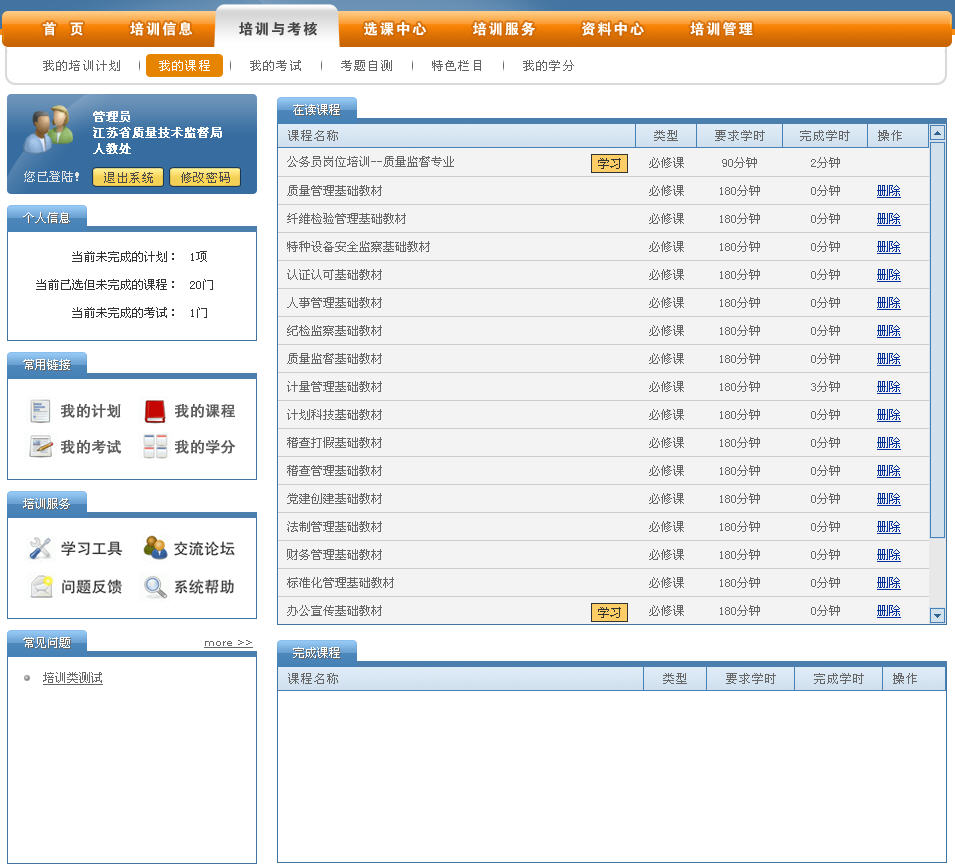 首 页 培训信息 培训与考核 选课中心 培训服务 资料中心 培训管理
我的培训计划 我的课程 我的考试 考题自测 特色栏目 我的学分
管理员
江苏省质量技术监督局
人教处
您已登陆! 退出系统 修改密码
个人信息
当前未完成的计划： 1项
当前已选但未完成的课程： 20门
当前未完成的考试： 1门
常用链接
我的计划 我的课程
我的考试 我的学分
培训服务
学习工具 交流论坛
问题反馈 系统帮助
常见问题 more >>
培训类测试
在读课程
课程名称 类型 要求学时 完成学时 操作
公务员岗位培训--质量监督专业 学习 必修课 90分钟 2分钟
质量管理基础教材 必修课 180分钟 0分钟 删除
纤维检验管理基础教材 必修课 180分钟 0分钟 删除
特种设备安全监察基础教材 必修课 180分钟 0分钟 删除
认证认可基础教材 必修课 180分钟 0分钟 删除
人事管理基础教材 必修课 180分钟 0分钟 删除
纪检监察基础教材 必修课 180分钟 0分钟 删除
质量监督基础教材 必修课 180分钟 0分钟 删除
计量管理基础教材 必修课 180分钟 3分钟 删除
计划科技基础教材 必修课 180分钟 0分钟 删除
稽查打假基础教材 必修课 180分钟 0分钟 删除
稽查管理基础教材 必修课 180分钟 0分钟 删除
党建创建基础教材 必修课 180分钟 0分钟 删除
法制管理基础教材 必修课 180分钟 0分钟 删除
财务管理基础教材 必修课 180分钟 0分钟 删除
标准化管理基础教材 必修课 180分钟 0分钟 删除
办公宣传基础教材 学习 必修课 180分钟 0分钟 删除
完成课程
课程名称 类型 要求学时 完成学时 操作